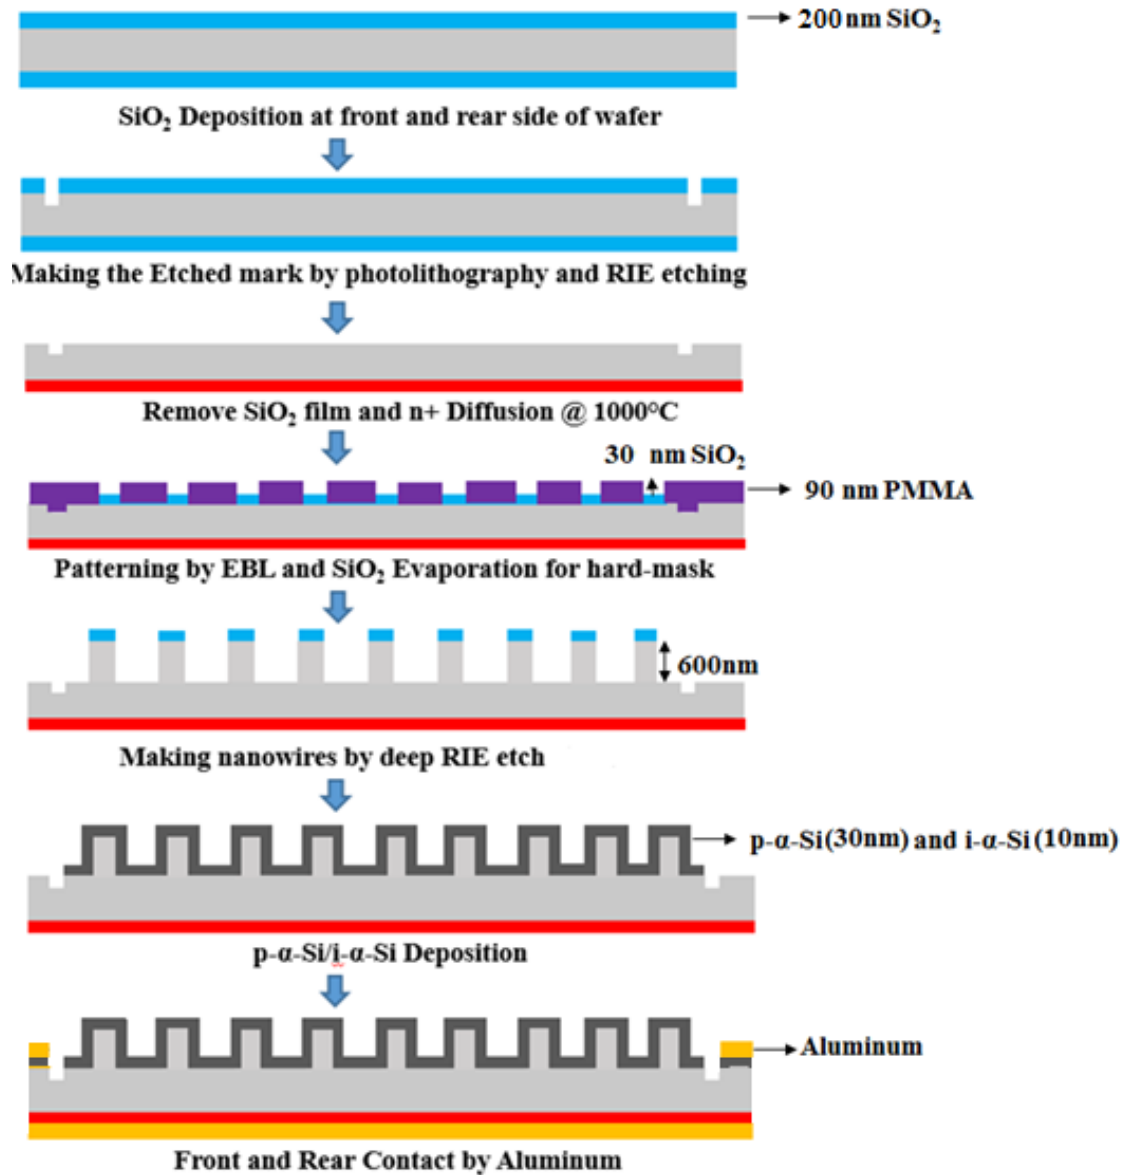 200 nm SiO₂
SiO₂ Deposition at front and rear side of wafer
Making the Etched mark by photolithography and RIE etching
Remove SiO₂ film and n+ Diffusion @ 1000°C
30 nm SiO₂
90 nm PMMA
Patterning by EBL and SiO₂ Evaporation for hard-mask
600nm
Making nanowires by deep RIE etch
p-α-Si(30nm) and i-α-Si(10nm)
p-α-Si/i-α-Si Deposition
Aluminum
Front and Rear Contact by Aluminum